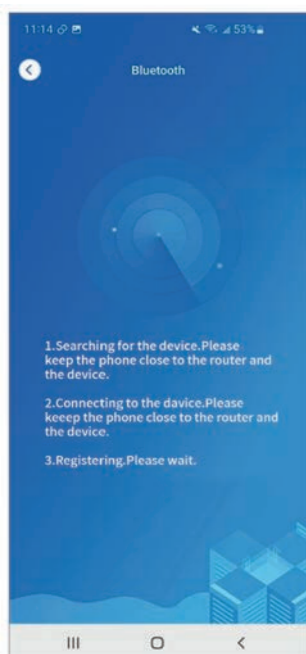 11:14
53%
Bluetooth
1.Searching for the device.Please
keep the phone close to the router and
the device.
2.Connecting to the davice.Please
keeep the phone close to the router and
the device.
3.Registering.Please wait.